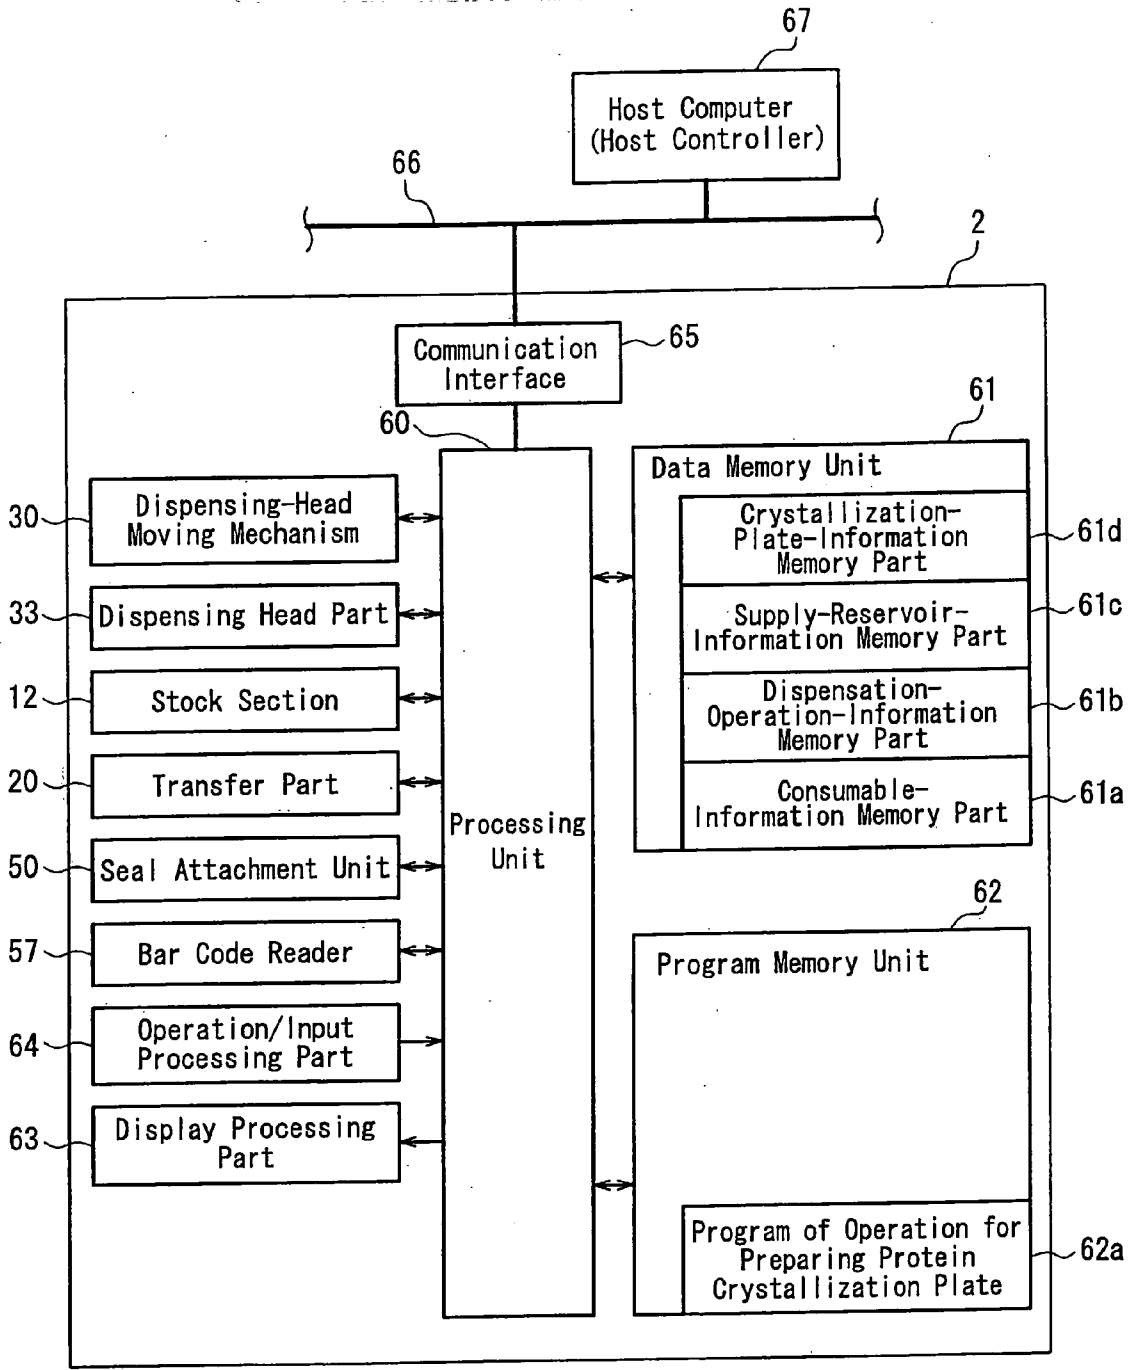 67
Host Computer
(Host Controller)
66
2
Communication
Interface
65
60
61
Data Memory Unit
30
Dispensing-Head
Moving Mechanism
Crystallization-
Plate-Information
Memory Part
61d
33
Dispensing Head Part
Supply-Reservoir-
Information Memory Part
61c
12
Stock Section
Dispensation-
Operation-Information
Memory Part
61b
20
Transfer Part
Consumable-
Information Memory Part
61a
Processing
Unit
50
Seal Attachment Unit
62
57
Bar Code Reader
Program Memory Unit
64
Operation/Input
Processing Part
63
Display Processing
Part
Program of Operation for
Preparing Protein
Crystallization Plate
62a